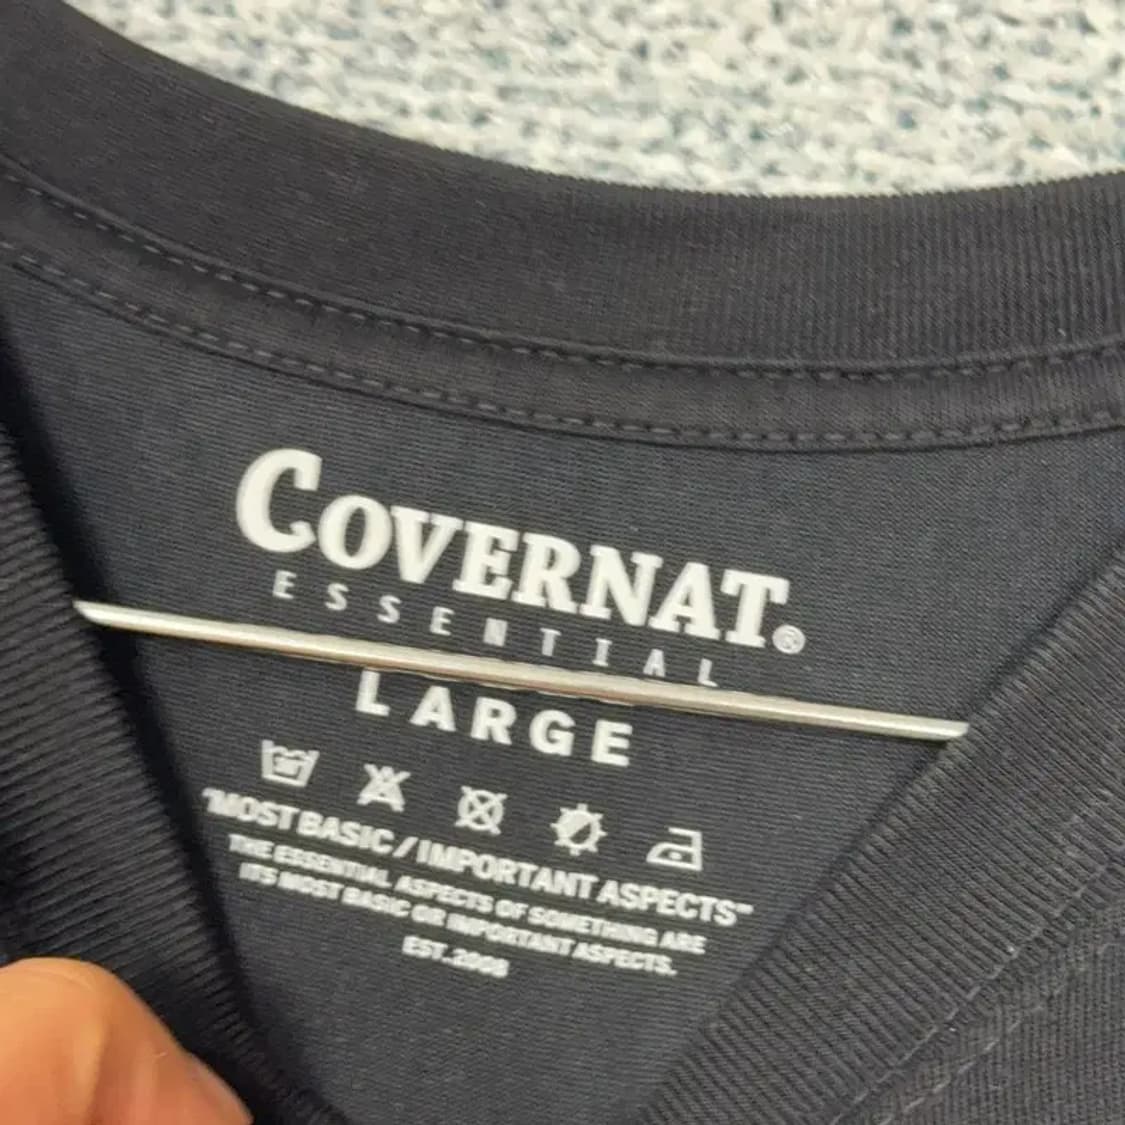 COVERNAT®
ESSENTIAL
LARGE
"MOST BASIC / IMPORTANT ASPECTS"
THE ESSENTIAL ASPECTS OF SOMETHING ARE
ITS MOST BASIC OR IMPORTANT ASPECTS.
EST.2008